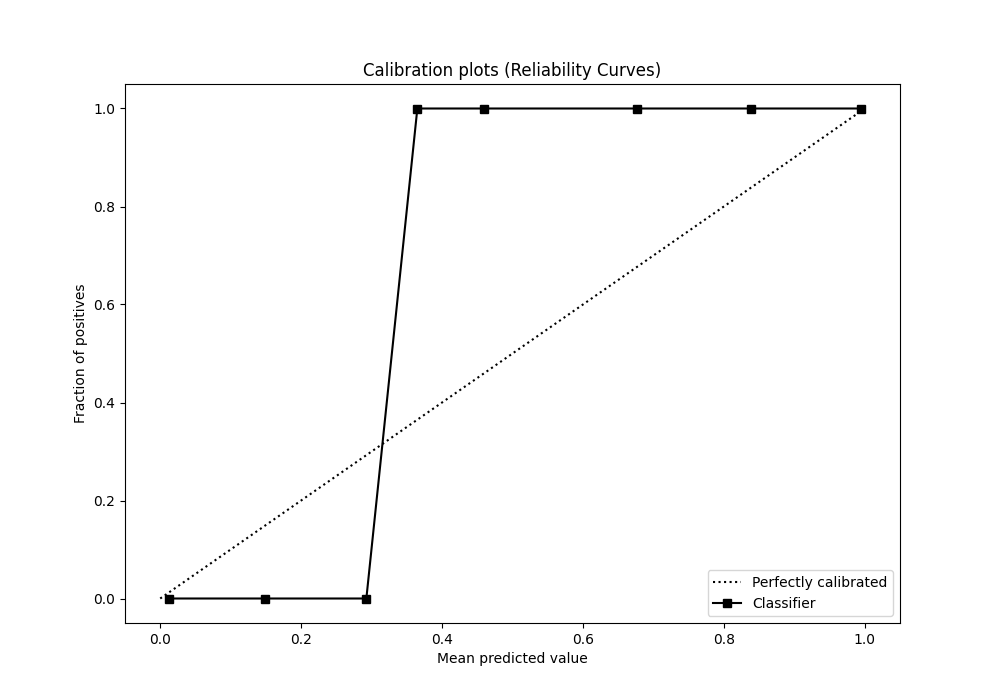 Calibration plots (Reliability Curves)
1.0
0.8
0.6
0.4
0.2
0.0
Fraction of positives
Perfectly calibrated
Classifier
0.0 0.2 0.4 0.6 0.8 1.0
Mean predicted value